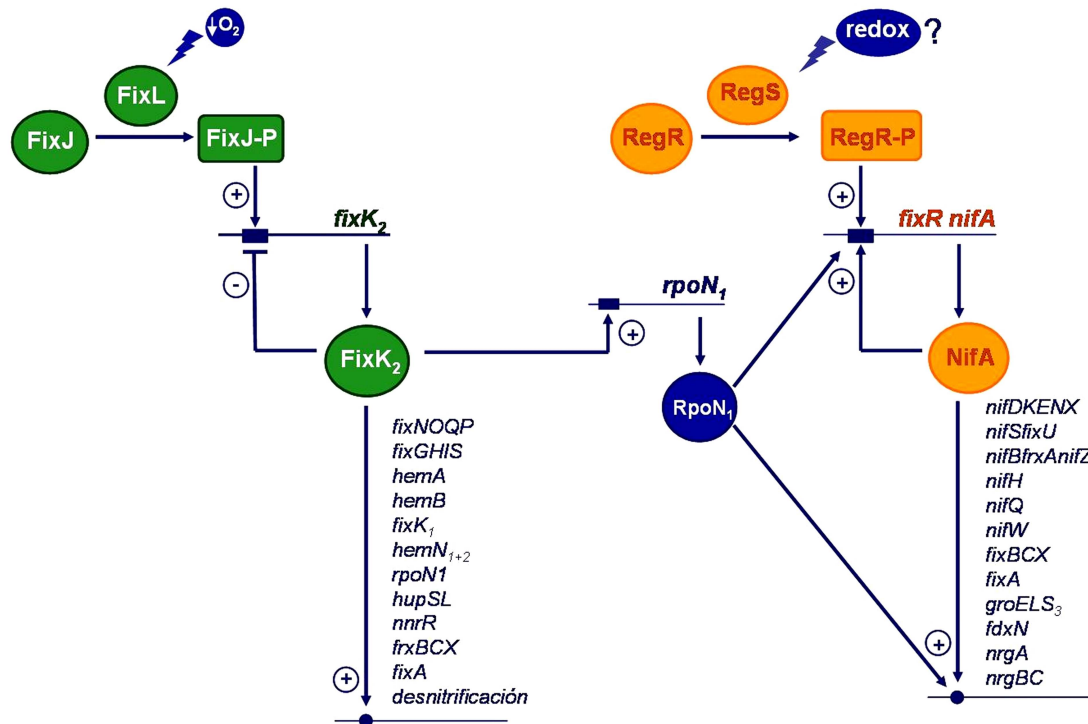 ↓O₂
redox ?
FixL
RegS
FixJ
FixJ-P
RegR
RegR-P
+
+
fixK₂
fixR nifA
-
+
rpoN₁
+
FixK₂
NifA
RpoN₁
fixNOQP
fixGHIS
hemA
hemB
fixK₁
hemN₁₊₂
rpoN1
hupSL
nnrR
frxBCX
fixA
desnitrificación
+
nifDKENX
nifSfixU
nifBfrxAnifZ
nifH
nifQ
nifW
fixBCX
fixA
groELS₃
fdxN
nrgA
nrgBC
+